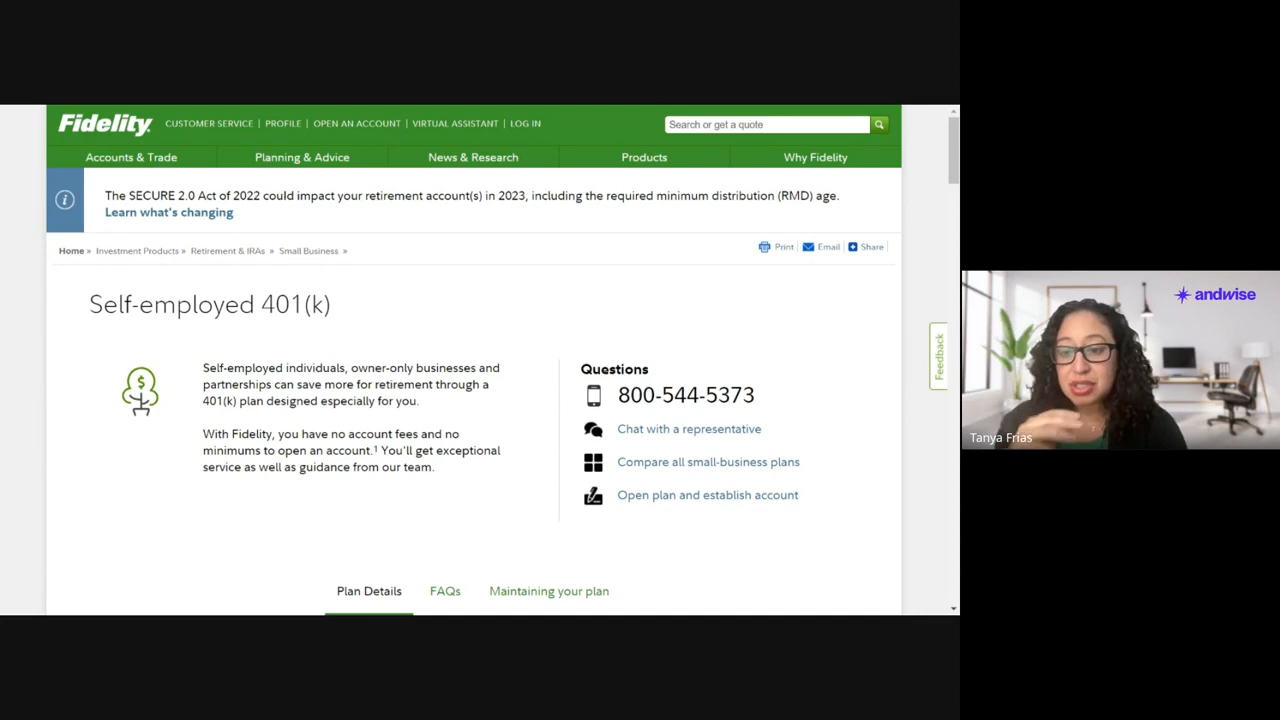 Fidelity
CUSTOMER SERVICE | PROFILE | OPEN AN ACCOUNT | VIRTUAL ASSISTANT | LOG IN
Search or get a quote
Accounts & Trade
Planning & Advice
News & Research
Products
Why Fidelity
i
The SECURE 2.0 Act of 2022 could impact your retirement account(s) in 2023, including the required minimum distribution (RMD) age.
Learn what's changing
Home » Investment Products » Retirement & IRAs » Small Business »
Print
Email
Share
Self-employed 401(k)
$
Self-employed individuals, owner-only businesses and
partnerships can save more for retirement through a
401(k) plan designed especially for you.
With Fidelity, you have no account fees and no
minimums to open an account.¹ You'll get exceptional
service as well as guidance from our team.
Questions
800-544-5373
Chat with a representative
Compare all small-business plans
Open plan and establish account
Feedback
Plan Details
FAQs
Maintaining your plan
andwise
Tanya Frias